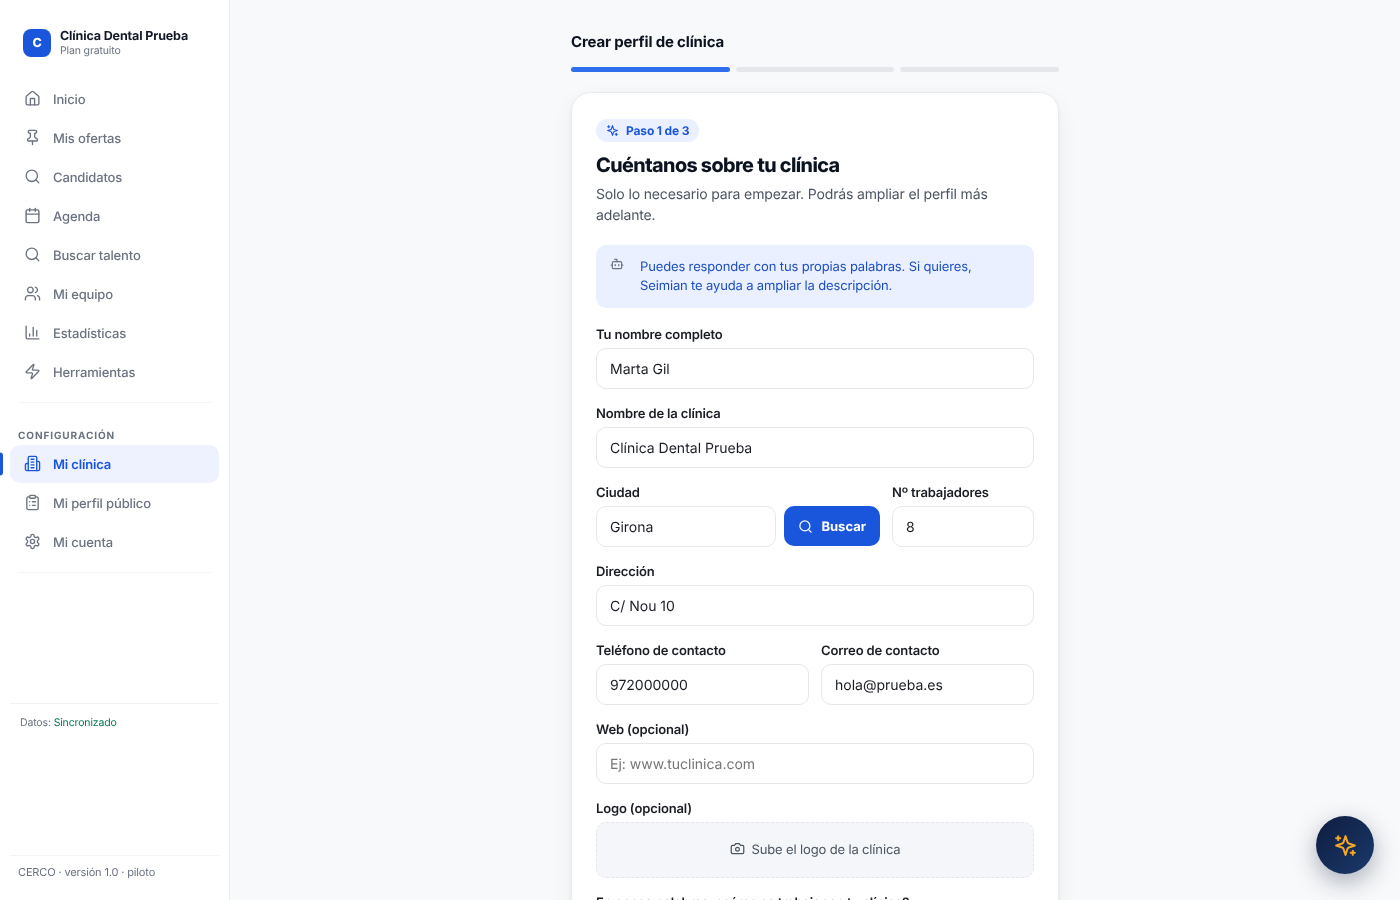 C
Clínica Dental Prueba
Plan gratuito
Inicio
Mis ofertas
Candidatos
Agenda
Buscar talento
Mi equipo
Estadísticas
Herramientas
CONFIGURACIÓN
Mi clínica
Mi perfil público
Mi cuenta
Datos: Sincronizado
CERCO · versión 1.0 · piloto
Crear perfil de clínica
Paso 1 de 3
Cuéntanos sobre tu clínica
Solo lo necesario para empezar. Podrás ampliar el perfil más
adelante.
Puedes responder con tus propias palabras. Si quieres,
Seimian te ayuda a ampliar la descripción.
Tu nombre completo
Marta Gil
Nombre de la clínica
Clínica Dental Prueba
Ciudad
Nº trabajadores
Girona
Buscar
8
Dirección
C/ Nou 10
Teléfono de contacto
Correo de contacto
972000000
hola@prueba.es
Web (opcional)
Ej: www.tuclinica.com
Logo (opcional)
Sube el logo de la clínica